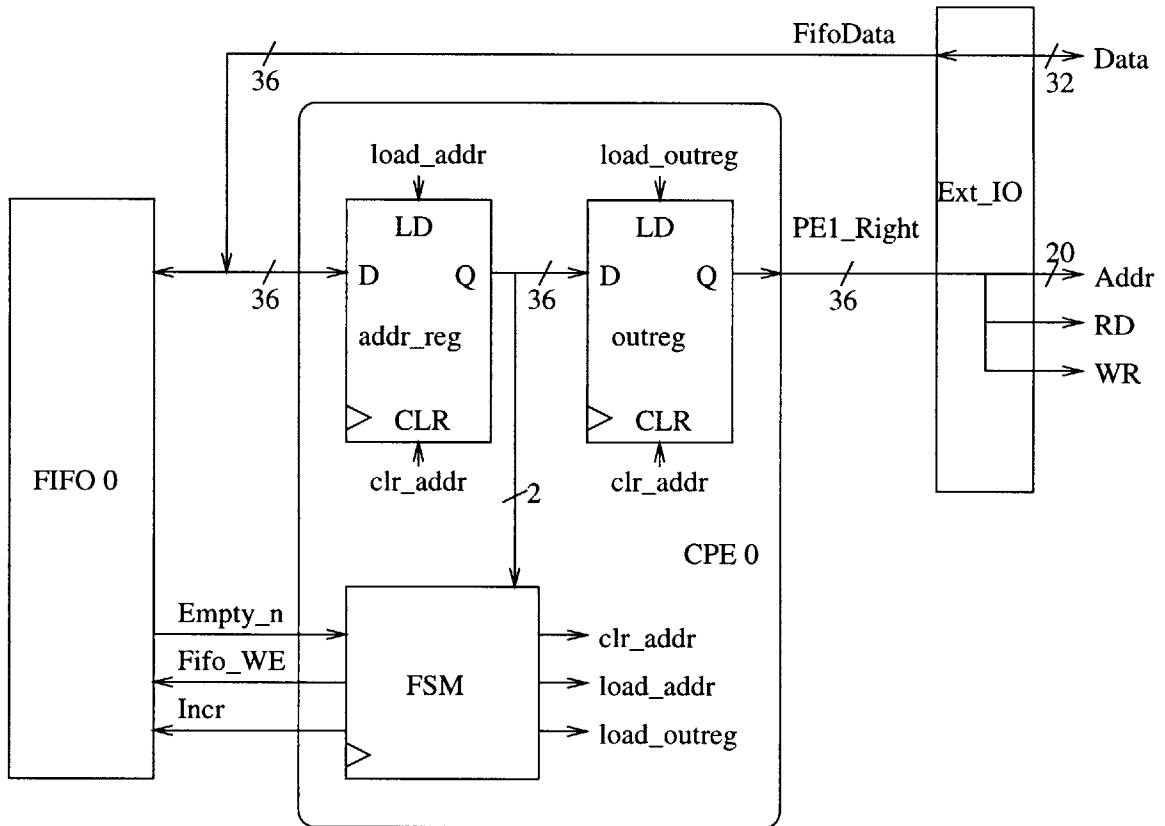 FifoData
36
32
Data
load_addr
load_outreg
Ext_IO
LD
LD
PE1_Right
20
D
Q
D
Q
Addr
36
36
36
addr_reg
outreg
RD
WR
CLR
CLR
FIFO 0
clr_addr
clr_addr
2
CPE 0
Empty_n
clr_addr
Fifo_WE
FSM
load_addr
Incr
load_outreg